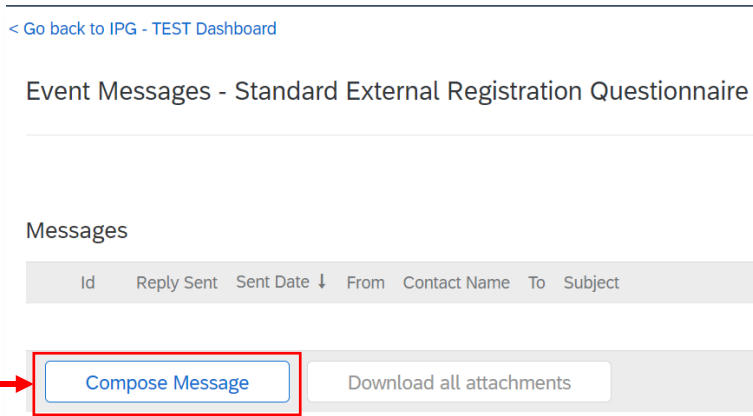 < Go back to IPG - TEST Dashboard
Event Messages - Standard External Registration Questionnaire
Messages
Id Reply Sent Sent Date ↓ From Contact Name To Subject
Compose Message Download all attachments